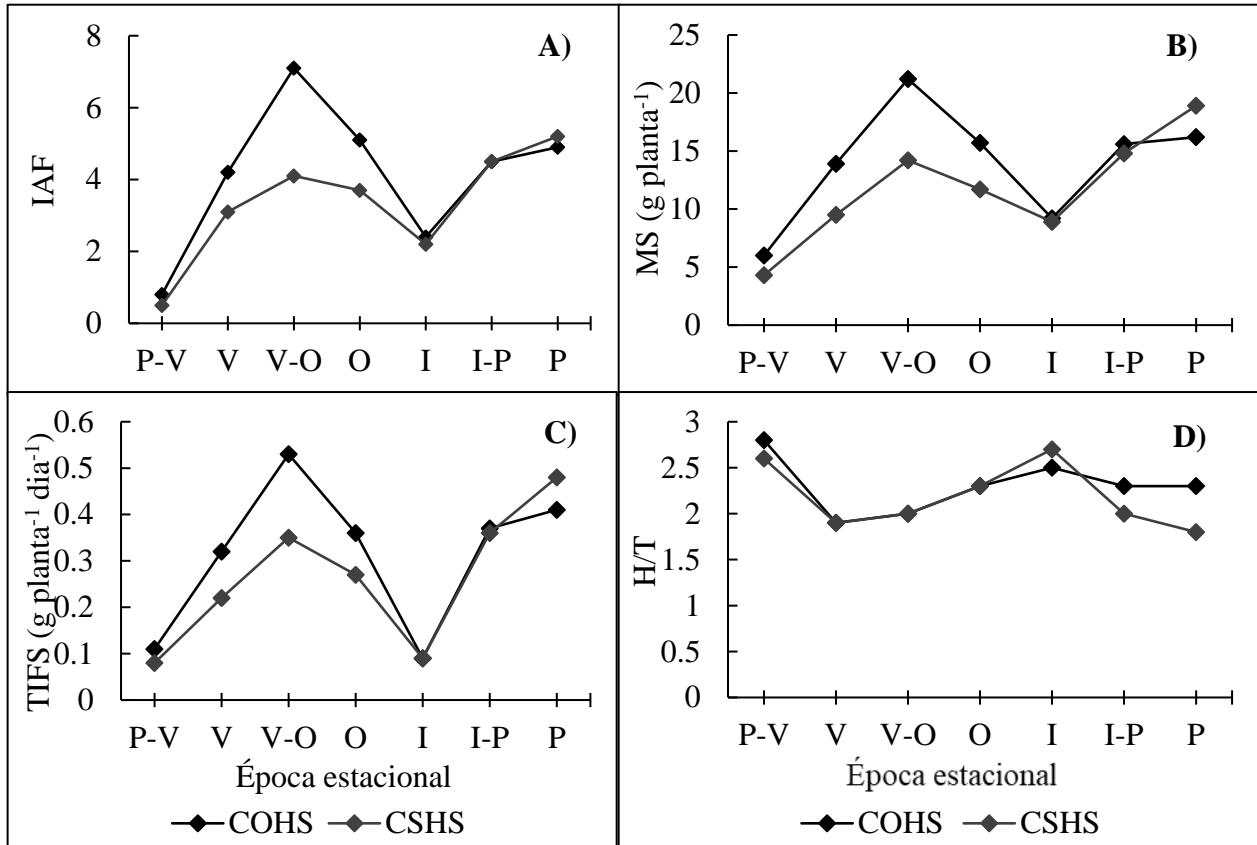 A)
IAF
8
6
4
2
0
P-V V V-O O I I-P P
B)
MS (g planta-1)
25
20
15
10
5
0
P-V V V-O O I I-P P
C)
TIFS (g planta-1 dia-1)
0.6
0.5
0.4
0.3
0.2
0.1
0
P-V V V-O O I I-P P
Época estacional
COHS CSHS
D)
H/T
3
2.5
2
1.5
1
0.5
0
P-V V V-O O I I-P P
Época estacional
COHS CSHS